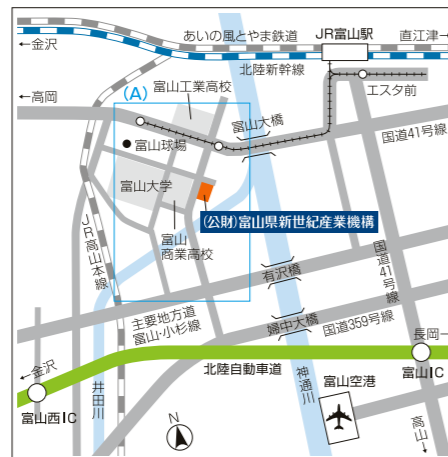 ←金沢
あいの風とやま鉄道
JR富山駅
直江津→
北陸新幹線
←高岡
(A)
富山工業高校
エスタ前
富山大橋
国道41号線
富山球場
富山大学
(公財)富山県新世紀産業機構
富山
商業高校
JR高山本線
有沢橋
国道41号線
主要地方道
富山・小杉線
婦中大橋
国道359号線
長岡→
←金沢
北陸自動車道
井田川
神通川
富山空港
富山IC
富山西IC
N
高山→